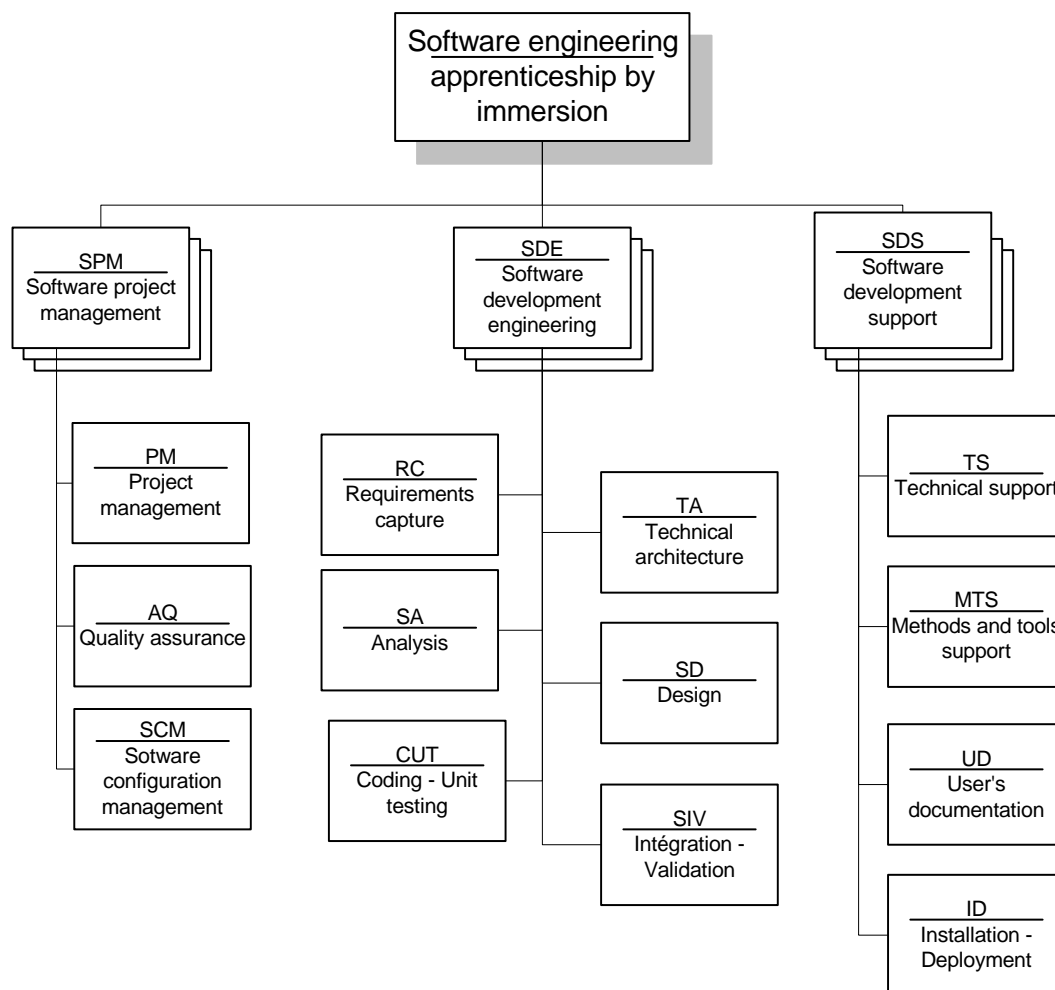 Software engineering
apprenticeship by
immersion
SPM
Software project
management
SDE
Software
development
engineering
SDS
Software
development
support
PM
Project
management
AQ
Quality assurance
SCM
Sotware
configuration
management
RC
Requirements
capture
SA
Analysis
CUT
Coding - Unit
testing
TA
Technical
architecture
SD
Design
SIV
Intégration -
Validation
TS
Technical support
MTS
Methods and tools
support
UD
User's
documentation
ID
Installation -
Deployment